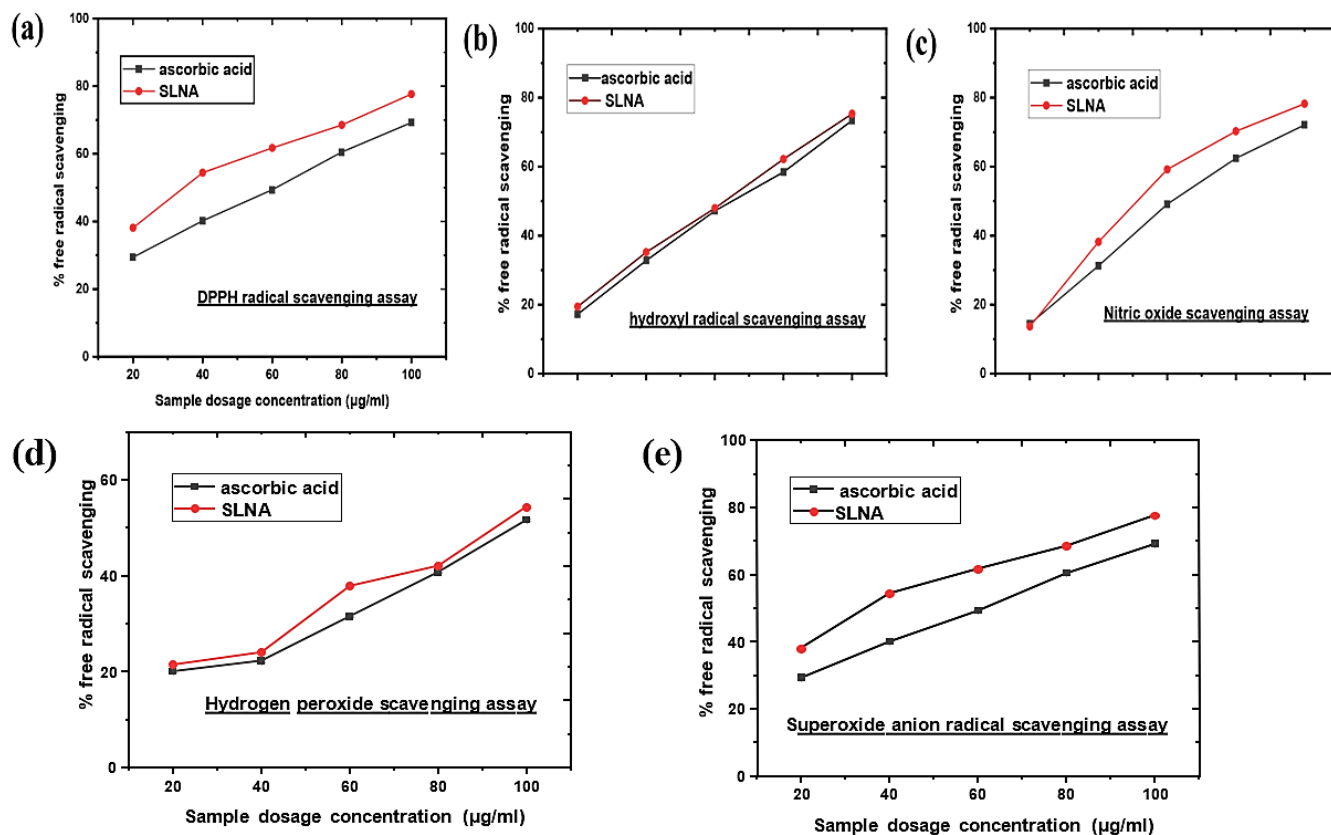 (a)
100
80
60
40
20
0
% free radical scavenging
ascorbic acid
SLNA
DPPH radical scavenging assay
20 40 60 80 100
Sample dosage concentration (µg/ml)
(b)
100
80
60
40
20
0
% free radical scavenging
ascorbic acid
SLNA
hydroxyl radical scavenging assay
(c)
100
80
60
40
20
0
% free radical scavenging
ascorbic acid
SLNA
Nitric oxide scavenging assay
(d)
60
40
20
0
% free radical scavenging
ascorbic acid
SLNA
Hydrogen peroxide scavenging assay
20 40 60 80 100
Sample dosage concentration (µg/ml)
(e)
100
80
60
40
20
0
% free radical scavenging
ascorbic acid
SLNA
Superoxide anion radical scavenging assay
20 40 60 80 100
Sample dosage concentration (µg/ml)